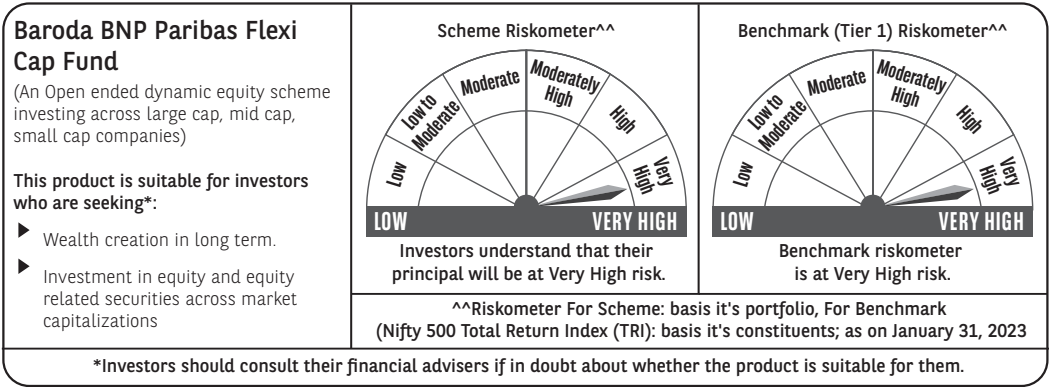 Baroda BNP Paribas Flexi
Cap Fund
(An Open ended dynamic equity scheme
investing across large cap, mid cap,
small cap companies)
This product is suitable for investors
who are seeking*:
Wealth creation in long term.
Investment in equity and equity
related securities across market
capitalizations
Scheme Riskometer^^
Low
Low to
Moderate
Moderate
Moderately
High
High
Very
High
LOW
VERY HIGH
Investors understand that their
principal will be at Very High risk.
Benchmark (Tier 1) Riskometer^^
Low
Low to
Moderate
Moderate
Moderately
High
High
Very
High
LOW
VERY HIGH
Benchmark riskometer
is at Very High risk.
^^Riskometer For Scheme: basis it's portfolio, For Benchmark
(Nifty 500 Total Return Index (TRI): basis it's constituents; as on January 31, 2023
*Investors should consult their financial advisers if in doubt about whether the product is suitable for them.